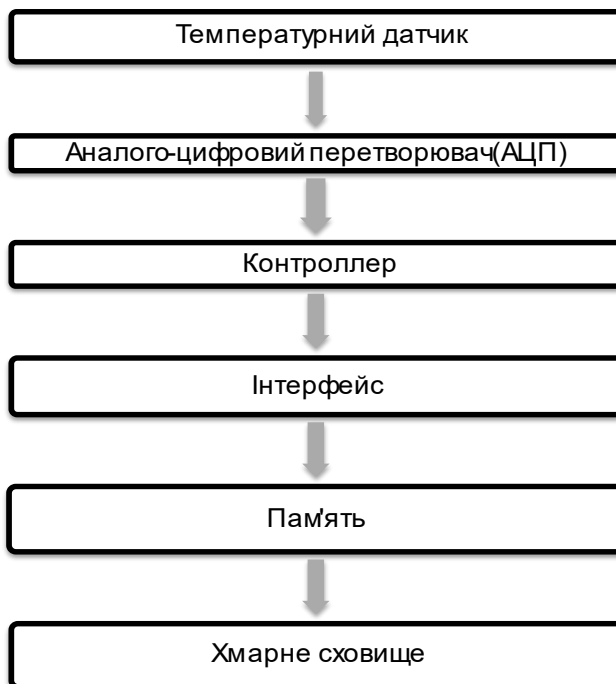 Температурний датчик
Аналого-цифровий перетворювач(АЦП)
Контроллер
Інтерфейс
Пам'ять
Хмарне сховище